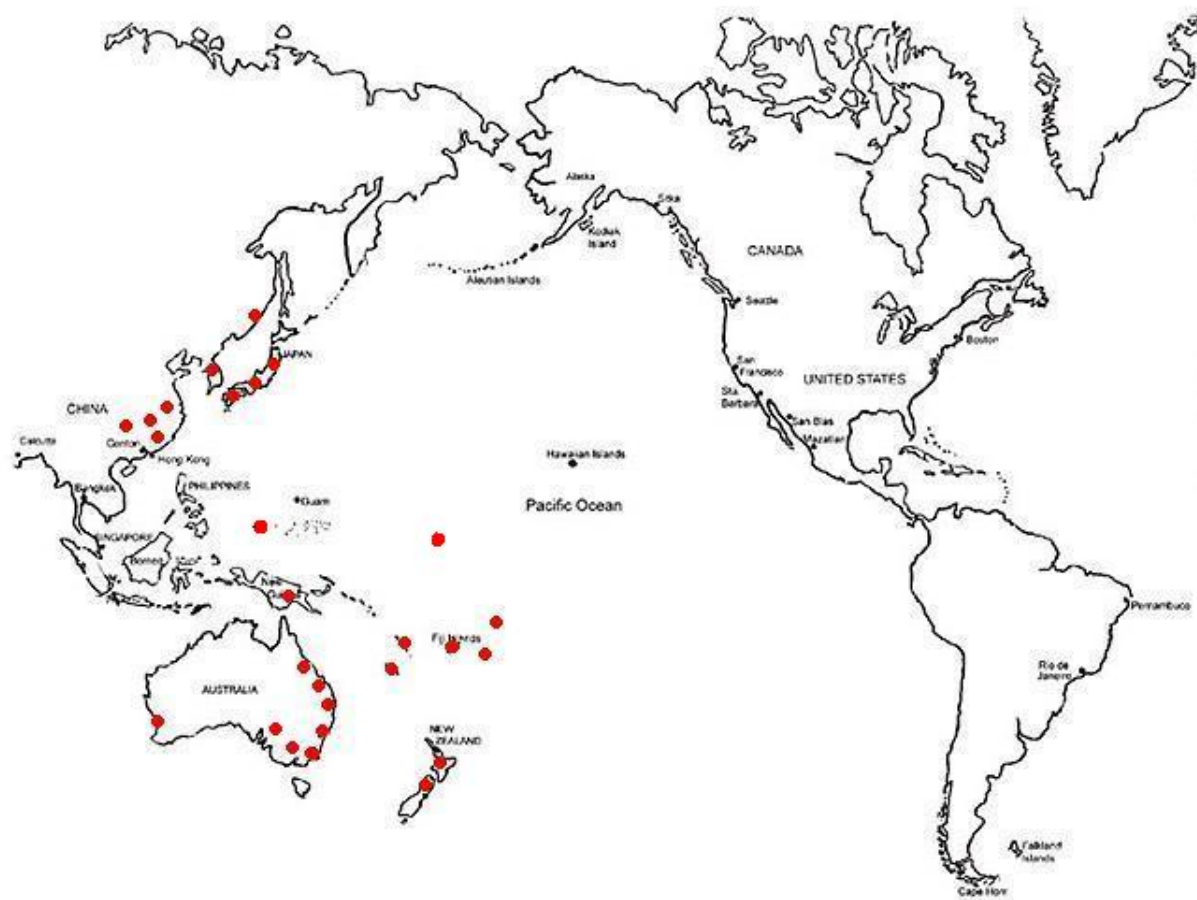 Alaska
Sitka
Kodiak
Island
CANADA
Aleutian Islands
Seattle
Boston
JAPAN
San
Francisco
UNITED STATES
Sta.
Barbara
CHINA
San Blas
Mazatlan
Calcutta
Canton
Hong Kong
Hawaiian Islands
Bangkok
PHILIPPINES
Guam
Pacific Ocean
SINGAPORE
Borneo
New
Pernambuco
Fiji Islands
Rio de
Janeiro
AUSTRALIA
NEW
ZEALAND
Falkland
Islands
Cape Horn